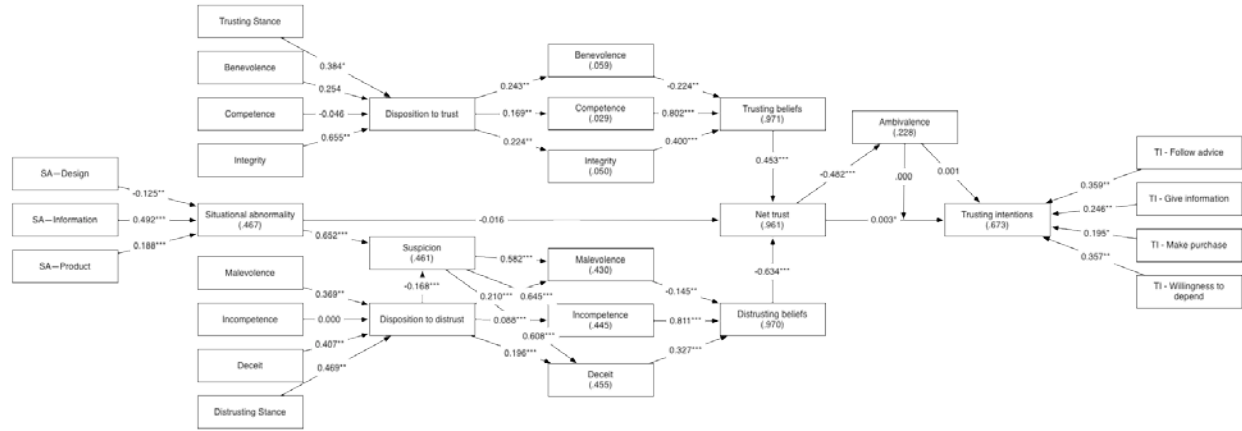 Trusting Stance
Benevolence
Competence
Integrity
0.384*
0.254
-0.046
0.655**
Disposition to trust
0.243**
0.169**
0.224**
Benevolence
(.059)
Competence
(.029)
Integrity
(.050)
-0.224**
0.802***
0.400***
Trusting beliefs
(.971)
Ambivalence
(.228)
0.453***
-0.482***
.000
0.001
SA—Design
SA—Information
SA—Product
-0.125**
0.492***
0.188***
Situational abnormality
(.467)
-0.016
Net trust
(.961)
0.003*
Trusting intentions
(.673)
0.359**
0.246**
0.195*
0.357**
TI - Follow advice
TI - Give information
TI - Make purchase
TI - Willingness to
depend
0.652***
Suspicion
(.461)
0.582***
-0.168***
0.210***
0.645***
0.088***
0.608***
0.196***
Malevolence
Incompetence
Deceit
Distrusting Stance
0.369**
0.000
0.407**
0.469**
Disposition to distrust
Malevolence
(.430)
Incompetence
(.445)
Deceit
(.455)
-0.145**
0.811***
0.327***
-0.634***
Distrusting beliefs
(.970)